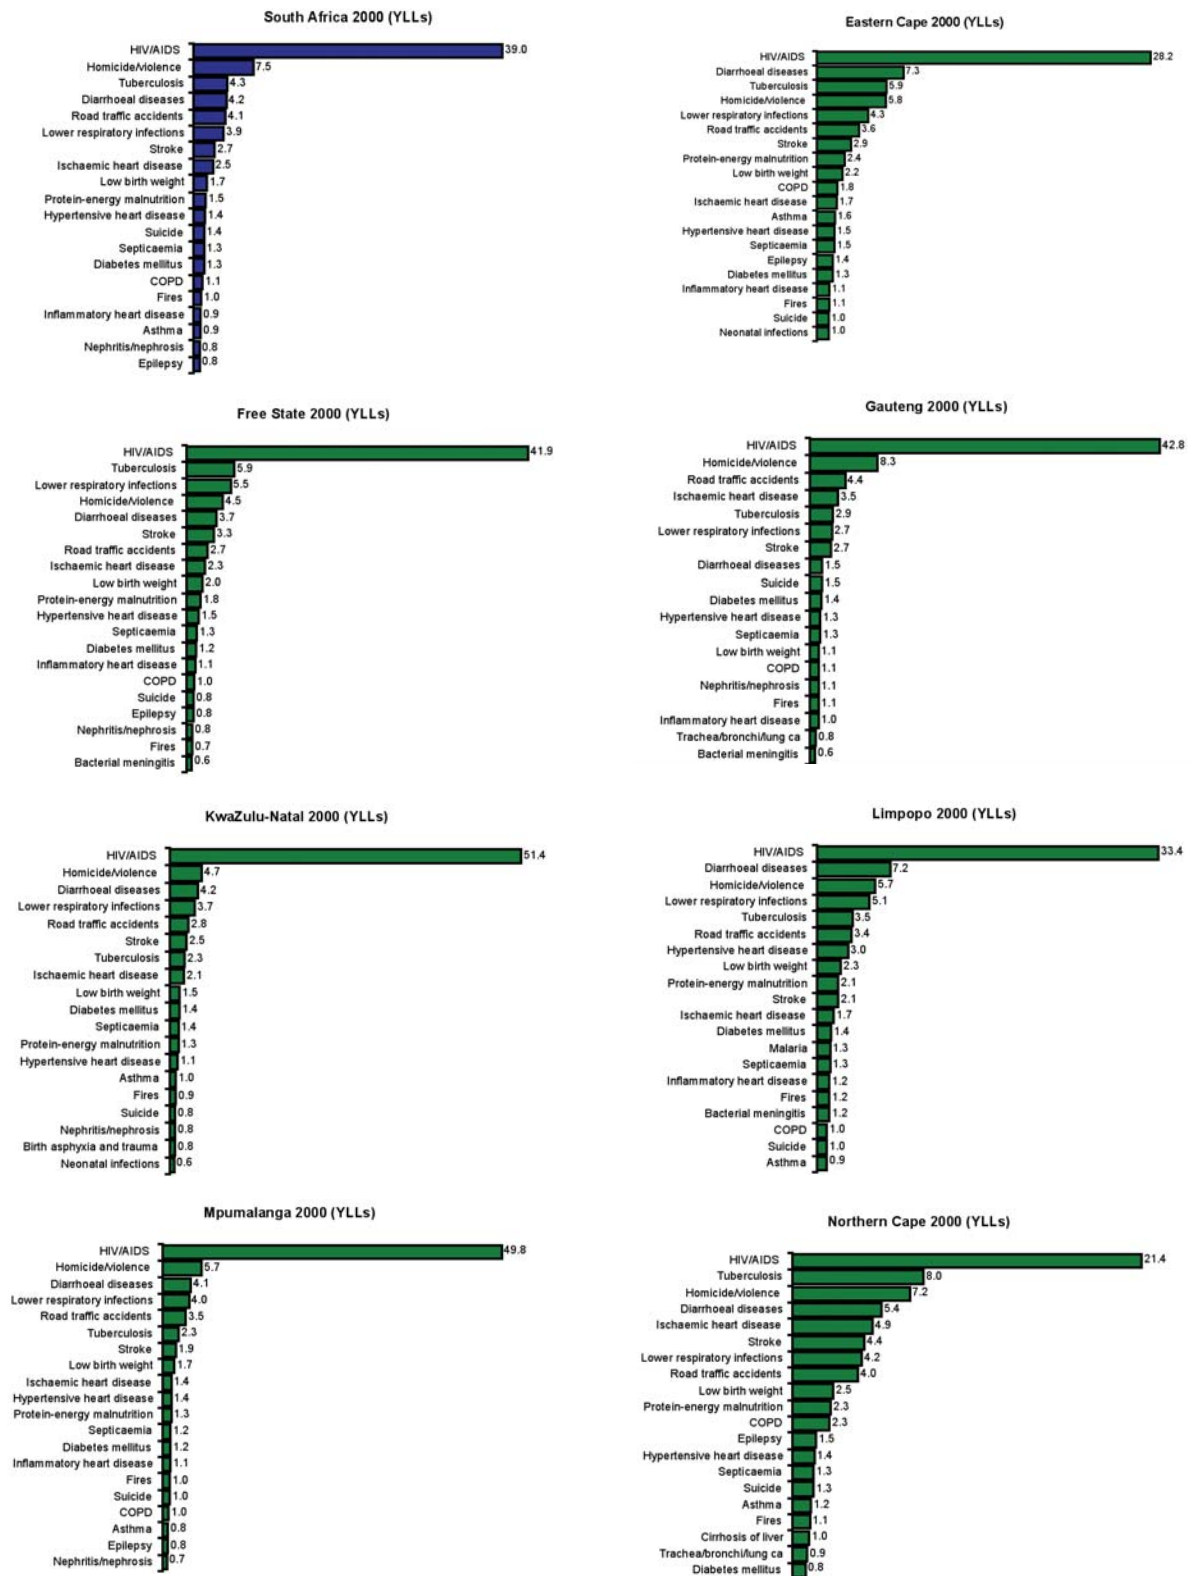 South Africa 2000 (YLLs)
HIV/AIDS 39.0
Homicide/violence 7.5
Tuberculosis 4.3
Diarrhoeal diseases 4.2
Road traffic accidents 4.1
Lower respiratory infections 3.9
Stroke 2.7
Ischaemic heart disease 2.5
Low birth weight 1.7
Protein-energy malnutrition 1.5
Hypertensive heart disease 1.4
Suicide 1.4
Septicaemia 1.3
Diabetes mellitus 1.3
COPD 1.1
Fires 1.0
Inflammatory heart disease 0.9
Asthma 0.9
Nephritis/nephrosis 0.8
Epilepsy 0.8
Eastern Cape 2000 (YLLs)
HIV/AIDS 28.2
Diarrhoeal diseases 7.3
Tuberculosis 5.9
Homicide/violence 5.8
Lower respiratory infections 4.3
Road traffic accidents 3.6
Stroke 2.9
Protein-energy malnutrition 2.4
Low birth weight 2.2
COPD 1.8
Ischaemic heart disease 1.7
Asthma 1.6
Hypertensive heart disease 1.5
Septicaemia 1.5
Epilepsy 1.4
Diabetes mellitus 1.3
Inflammatory heart disease 1.1
Fires 1.1
Suicide 1.0
Neonatal infections 1.0
Free State 2000 (YLLs)
HIV/AIDS 41.9
Tuberculosis 5.9
Lower respiratory infections 5.5
Homicide/violence 4.5
Diarrhoeal diseases 3.7
Stroke 3.3
Road traffic accidents 2.7
Ischaemic heart disease 2.3
Low birth weight 2.0
Protein-energy malnutrition 1.8
Hypertensive heart disease 1.5
Septicaemia 1.3
Diabetes mellitus 1.2
Inflammatory heart disease 1.1
COPD 1.0
Suicide 0.8
Epilepsy 0.8
Nephritis/nephrosis 0.8
Fires 0.7
Bacterial meningitis 0.6
Gauteng 2000 (YLLs)
HIV/AIDS 42.8
Homicide/violence 8.3
Road traffic accidents 4.4
Ischaemic heart disease 3.5
Tuberculosis 2.9
Lower respiratory infections 2.7
Stroke 2.7
Diarrhoeal diseases 1.5
Suicide 1.5
Diabetes mellitus 1.4
Hypertensive heart disease 1.3
Septicaemia 1.3
Low birth weight 1.1
COPD 1.1
Nephritis/nephrosis 1.1
Fires 1.1
Inflammatory heart disease 1.0
Trachea/bronchi/lung ca 0.8
Bacterial meningitis 0.6
KwaZulu-Natal 2000 (YLLs)
HIV/AIDS 51.4
Homicide/violence 4.7
Diarrhoeal diseases 4.2
Lower respiratory infections 3.7
Road traffic accidents 2.8
Stroke 2.5
Tuberculosis 2.3
Ischaemic heart disease 2.1
Low birth weight 1.5
Diabetes mellitus 1.4
Septicaemia 1.4
Protein-energy malnutrition 1.3
Hypertensive heart disease 1.1
Asthma 1.0
Fires 0.9
Suicide 0.8
Nephritis/nephrosis 0.8
Birth asphyxia and trauma 0.8
Neonatal infections 0.6
Limpopo 2000 (YLLs)
HIV/AIDS 33.4
Diarrhoeal diseases 7.2
Homicide/violence 5.7
Lower respiratory infections 5.1
Tuberculosis 3.5
Road traffic accidents 3.4
Hypertensive heart disease 3.0
Low birth weight 2.3
Protein-energy malnutrition 2.1
Stroke 2.1
Ischaemic heart disease 1.7
Diabetes mellitus 1.4
Malaria 1.3
Septicaemia 1.3
Inflammatory heart disease 1.2
Fires 1.2
Bacterial meningitis 1.2
COPD 1.0
Suicide 1.0
Asthma 0.9
Mpumalanga 2000 (YLLs)
HIV/AIDS 49.8
Homicide/violence 5.7
Diarrhoeal diseases 4.1
Lower respiratory infections 4.0
Road traffic accidents 3.5
Tuberculosis 2.3
Stroke 1.9
Low birth weight 1.7
Ischaemic heart disease 1.4
Hypertensive heart disease 1.4
Protein-energy malnutrition 1.3
Septicaemia 1.2
Diabetes mellitus 1.2
Inflammatory heart disease 1.1
Fires 1.0
Suicide 1.0
COPD 1.0
Asthma 0.8
Epilepsy 0.8
Nephritis/nephrosis 0.7
Northern Cape 2000 (YLLs)
HIV/AIDS 21.4
Tuberculosis 8.0
Homicide/violence 7.2
Diarrhoeal diseases 5.4
Ischaemic heart disease 4.9
Stroke 4.4
Lower respiratory infections 4.2
Road traffic accidents 4.0
Low birth weight 2.5
Protein-energy malnutrition 2.3
COPD 2.3
Epilepsy 1.5
Hypertensive heart disease 1.4
Septicaemia 1.3
Suicide 1.3
Asthma 1.2
Fires 1.1
Cirrhosis of liver 1.0
Trachea/bronchi/lung ca 0.9
Diabetes mellitus 0.8